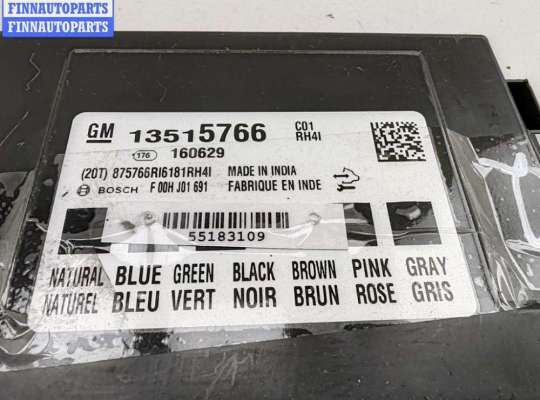 FINNAUTOPARTS
FINNAUTOPARTS
GM 13515766 C01
RH4I
176 160629
(20T) 875766RI6181RH4I MADE IN INDIA
BOSCH F 00H J01 691 FABRIQUE EN INDE
55183109
NATURAL BLUE GREEN BLACK BROWN PINK GRAY
NATUREL BLEU VERT NOIR BRUN ROSE GRIS